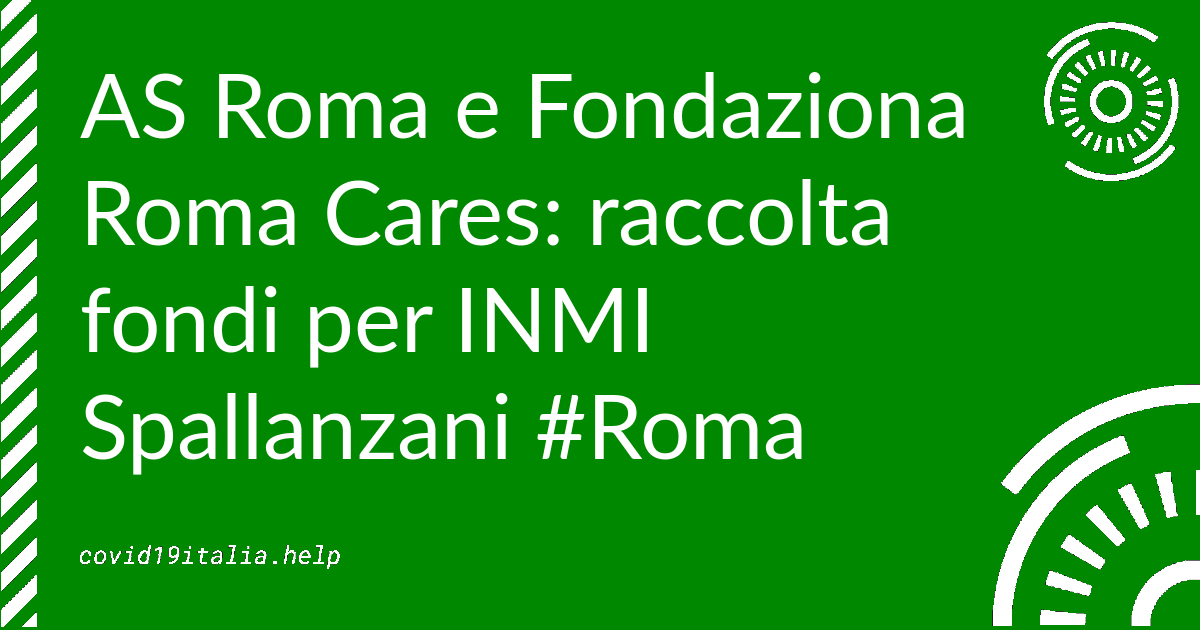 AS Roma e Fondaziona
Roma Cares: raccolta
fondi per INMI
Spallanzani #Roma
covid19italia.help